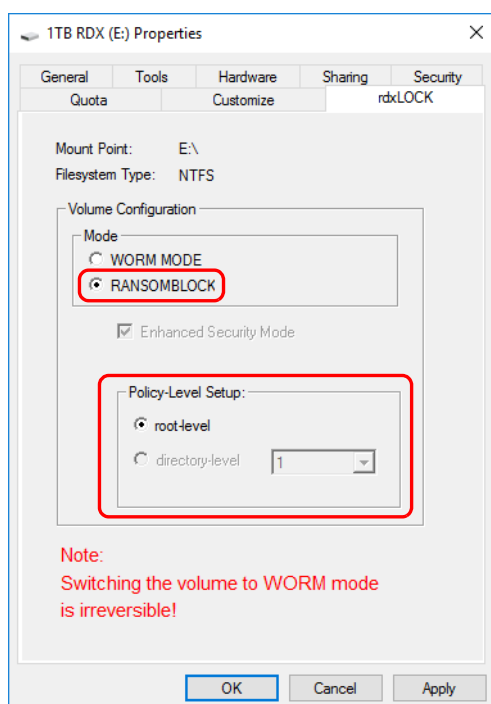 1TB RDX (E:) Properties
General Tools Hardware Sharing Security
Quota Customize rdxLOCK
Mount Point: E:\
Filesystem Type: NTFS
Volume Configuration
Mode
WORM MODE
RANSOMBLOCK
Enhanced Security Mode
Policy-Level Setup:
root-level
directory-level 1
Note:
Switching the volume to WORM mode
is irreversible!
OK Cancel Apply